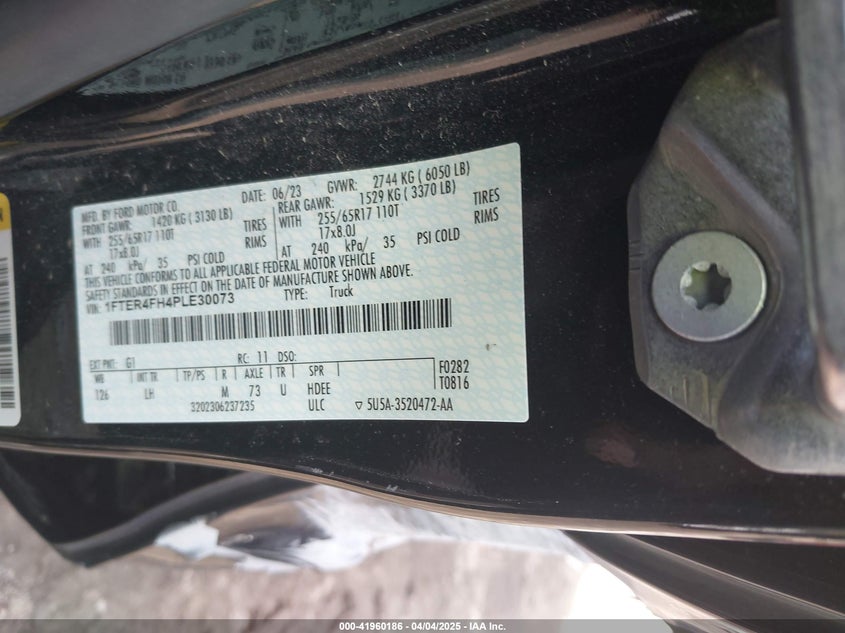 MFD. BY FORD MOTOR CO.
DATE: 06/23 GVWR: 2744 KG ( 6050 LB)
FRONT GAWR: 1420 KG ( 3130 LB)
REAR GAWR: 1529 KG ( 3370 LB)
WITH 255/65R17 110T TIRES
WITH 255/65R17 110T TIRES
17x8.0J RIMS
17x8.0J RIMS
AT 240 kPa/ 35 PSI COLD
AT 240 kPa/ 35 PSI COLD
THIS VEHICLE CONFORMS TO ALL APPLICABLE FEDERAL MOTOR VEHICLE
SAFETY STANDARDS IN EFFECT ON THE DATE OF MANUFACTURE SHOWN ABOVE.
VIN: 1FTER4FH4PLE30073 TYPE: Truck
EXT PNT: G1 RC: 11 DSO: F0282
WB INT TR TP/PS R AXLE TR SPR T0816
126 LH M 73 U HDEE
3202306237235 ULC ▽ 5U5A-3520472-AA
000-41960186 - 04/04/2025 - IAA Inc.